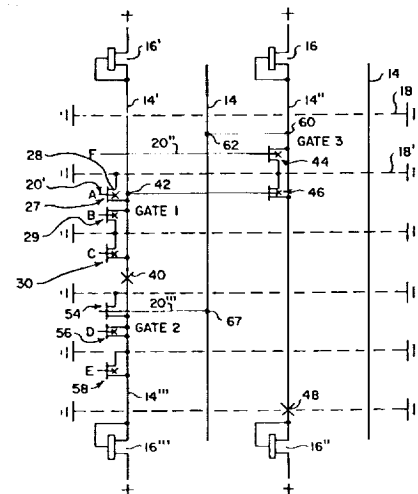 + +
16' 16 14
14' 14 14" 18
60
F 20" 62 GATE 3
28 44 18'
20' A 42 46
27 B GATE 1
29
C
30 40
54 20'"
D GATE 2 67
56
E
58 14'" 48
16'" 16"
+ +